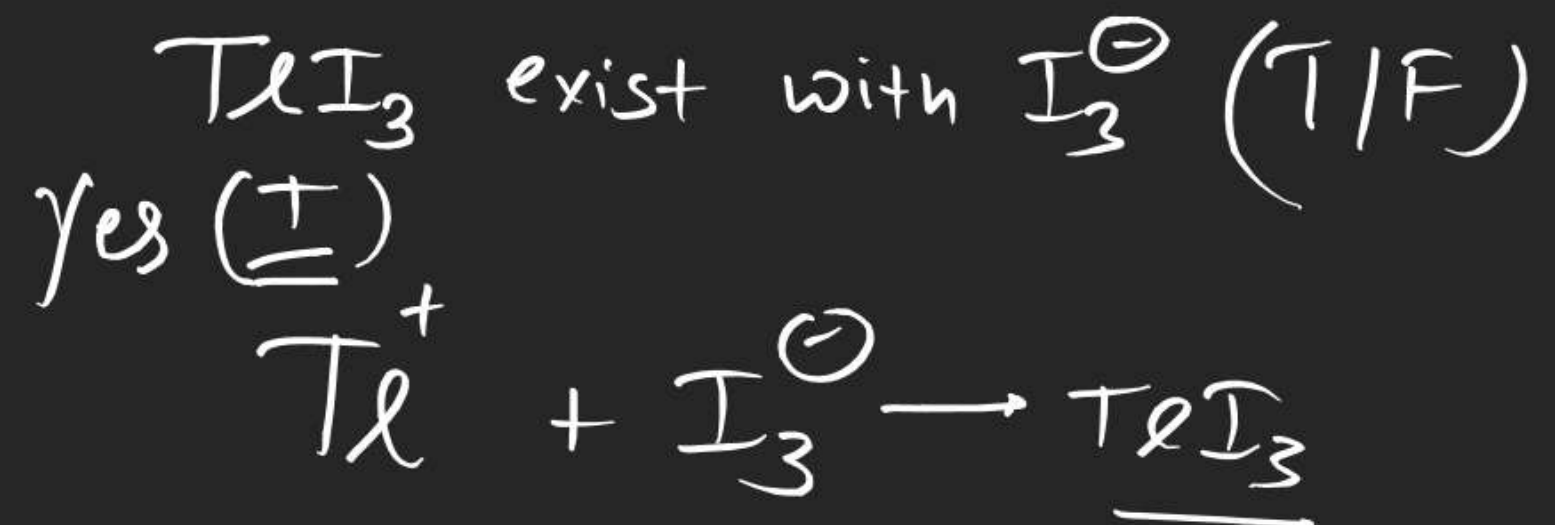 TlI₃ exist with I₃⊖ (T/F)
Yes (T)
Tl⁺ + I₃⊖ → TlI₃